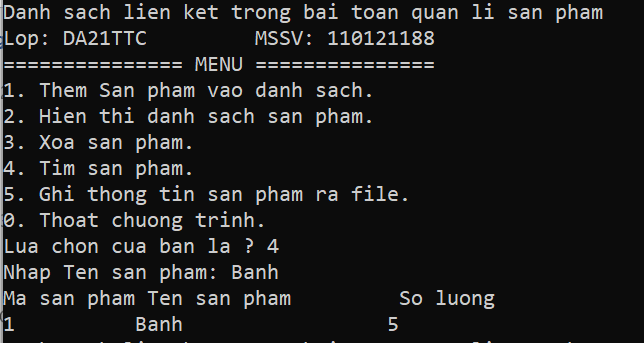 Danh sach lien ket trong bai toan quan li san pham
Lop: DA21TTC         MSSV: 110121188
=============== MENU ===============
1. Them San pham vao danh sach.
2. Hien thi danh sach san pham.
3. Xoa san pham.
4. Tim san pham.
5. Ghi thong tin san pham ra file.
0. Thoat chuong trinh.
Lua chon cua ban la ? 4
Nhap Ten san pham: Banh
Ma san pham Ten san pham         So luong
1          Banh                 5